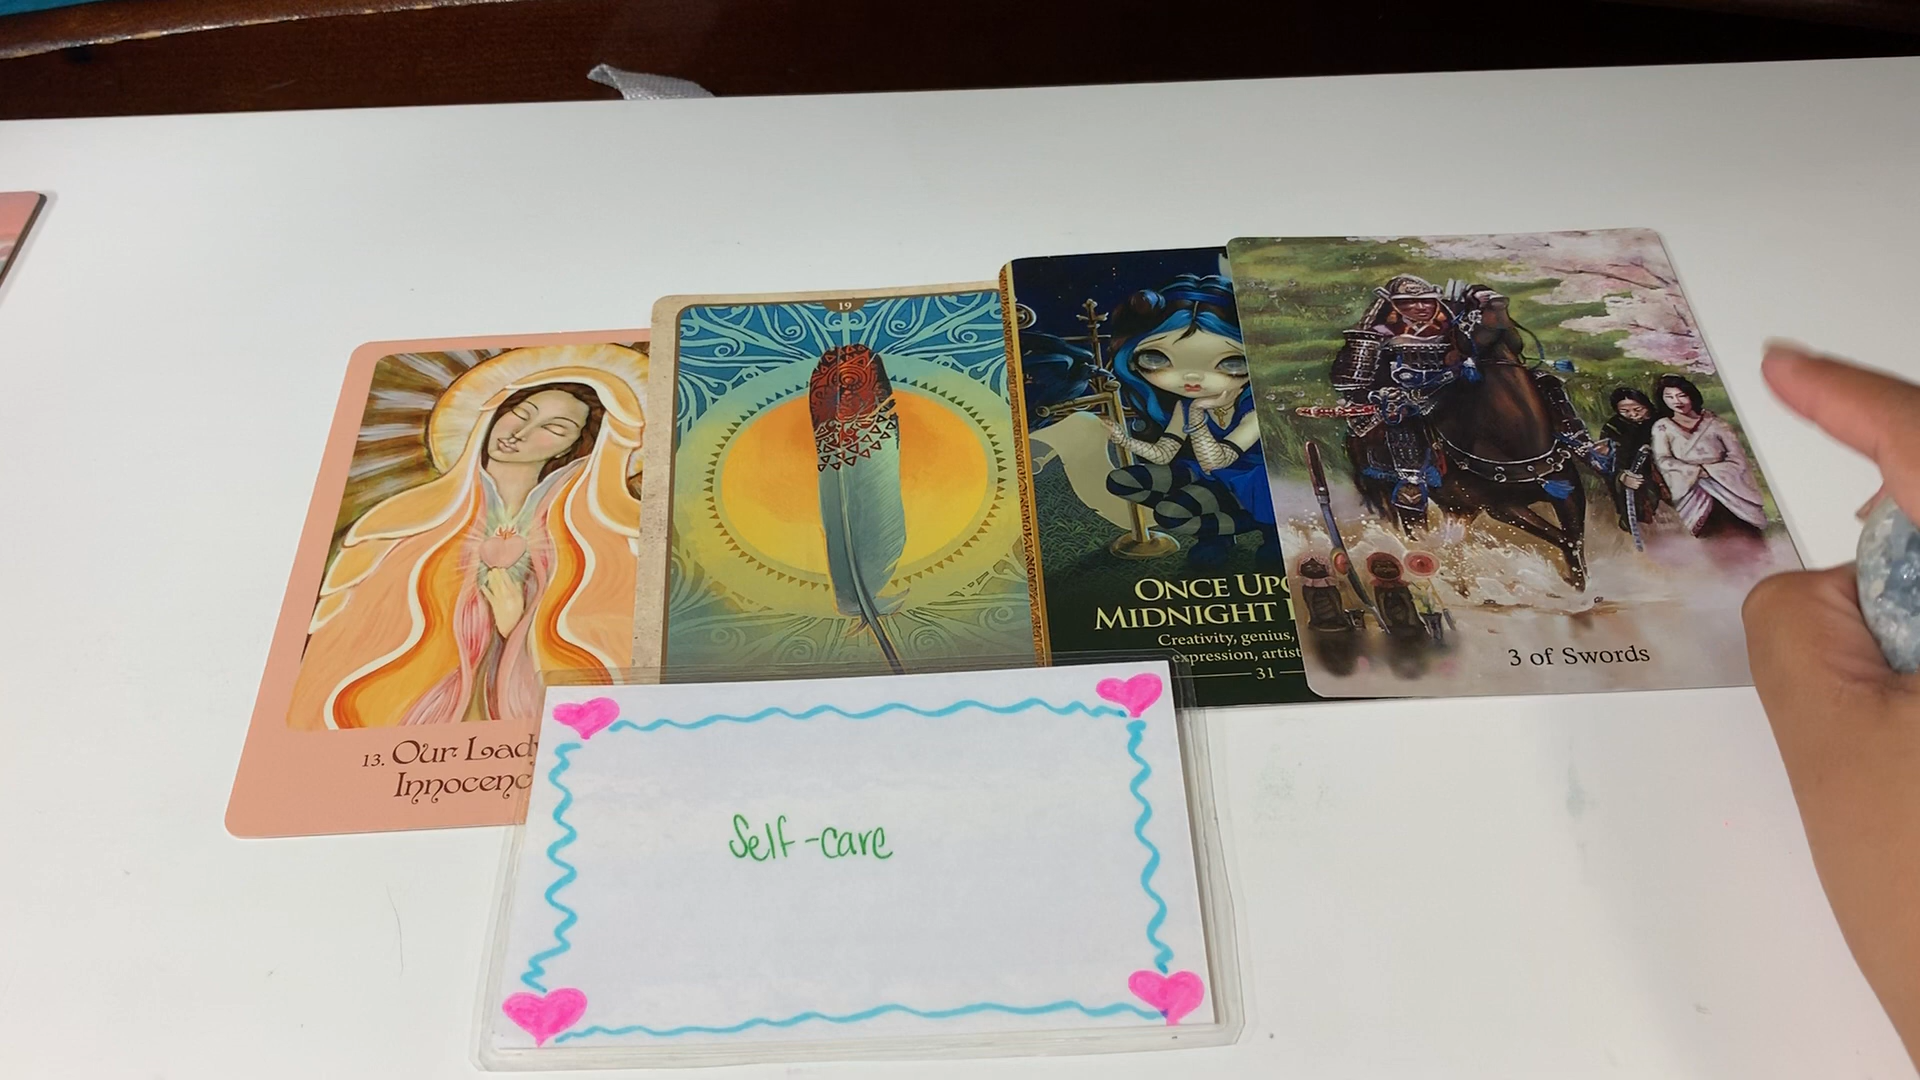 13. Our Lady
Innocenc
19
Once Upo
Midnight
Creativity, genius,
expression, artist
31
3 of Swords
Self-care